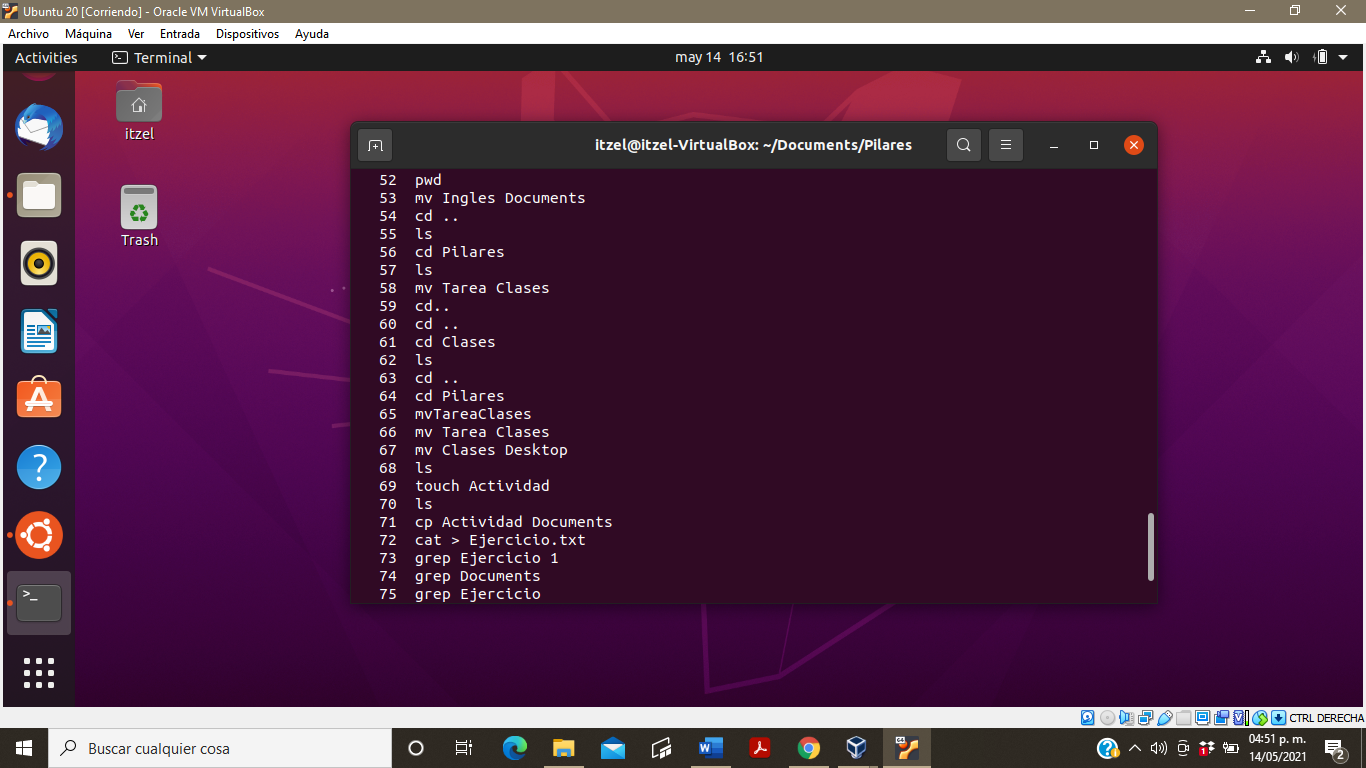 Ubuntu 20 [Corriendo] - Oracle VM VirtualBox
Archivo Máquina Ver Entrada Dispositivos Ayuda
Activities Terminal may 14 16:51
itzel
Trash
itzel@itzel-VirtualBox: ~/Documents/Pilares
52 pwd
53 mv Ingles Documents
54 cd ..
55 ls
56 cd Pilares
57 ls
58 mv Tarea Clases
59 cd..
60 cd ..
61 cd Clases
62 ls
63 cd ..
64 cd Pilares
65 mvTareaClases
66 mv Tarea Clases
67 mv Clases Desktop
68 ls
69 touch Actividad
70 ls
71 cp Actividad Documents
72 cat > Ejercicio.txt
73 grep Ejercicio 1
74 grep Documents
75 grep Ejercicio
CTRL DERECHA
Buscar cualquier cosa
04:51 p. m.
14/05/2021
2